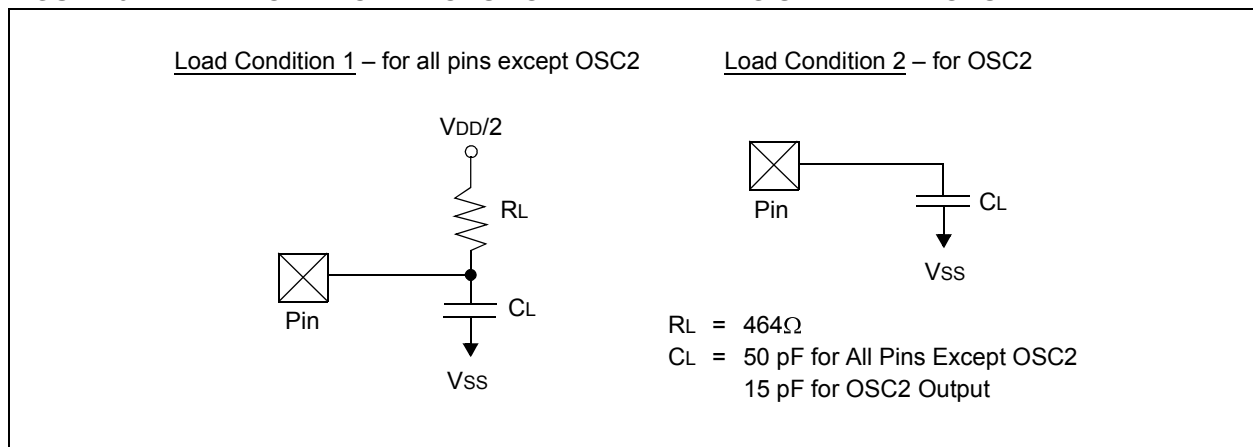 Load Condition 1 – for all pins except OSC2
VDD/2
RL
Pin
CL
VSS
Load Condition 2 – for OSC2
Pin
CL
VSS
RL = 464Ω
CL = 50 pF for All Pins Except OSC2
15 pF for OSC2 Output